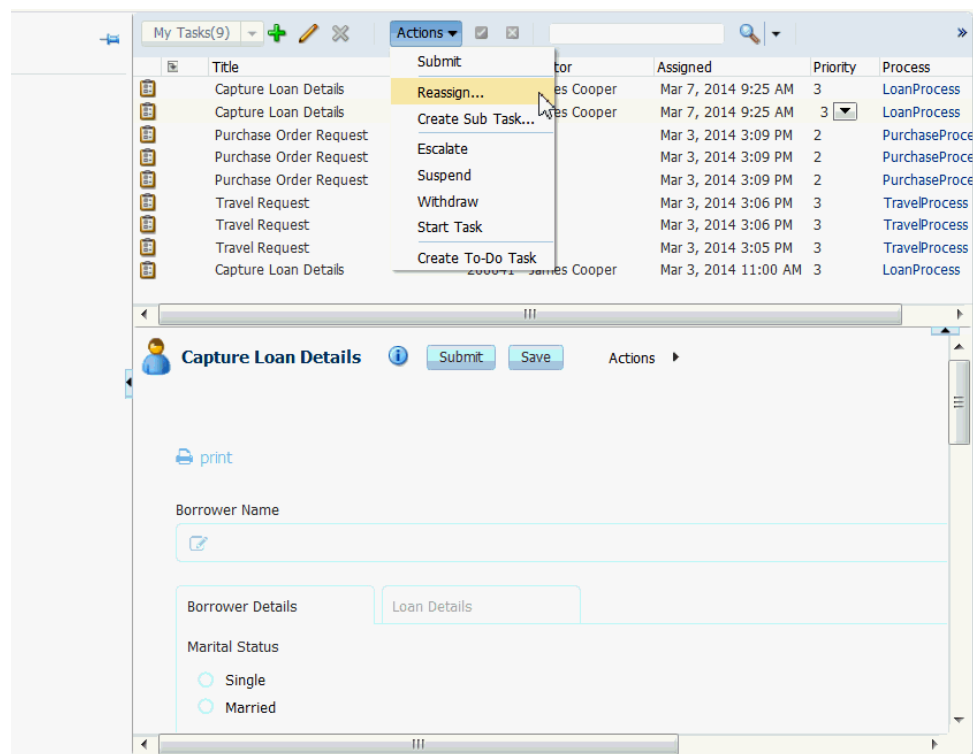 My Tasks(9) Actions
Title tor Assigned Priority Process
Submit
Capture Loan Details es Cooper Mar 7, 2014 9:25 AM 3 LoanProcess
Reassign...
Capture Loan Details es Cooper Mar 7, 2014 9:25 AM 3 LoanProcess
Create Sub Task...
Purchase Order Request Mar 3, 2014 3:09 PM 2 PurchaseProce
Escalate
Purchase Order Request Mar 3, 2014 3:09 PM 2 PurchaseProce
Suspend
Purchase Order Request Mar 3, 2014 3:09 PM 2 PurchaseProce
Withdraw
Travel Request Mar 3, 2014 3:06 PM 3 TravelProcess
Start Task
Travel Request Mar 3, 2014 3:06 PM 3 TravelProcess
Travel Request Mar 3, 2014 3:05 PM 3 TravelProcess
Create To-Do Task
Capture Loan Details James Cooper Mar 3, 2014 11:00 AM 3 LoanProcess
Capture Loan Details Submit Save Actions
print
Borrower Name
Borrower Details Loan Details
Marital Status
Single
Married